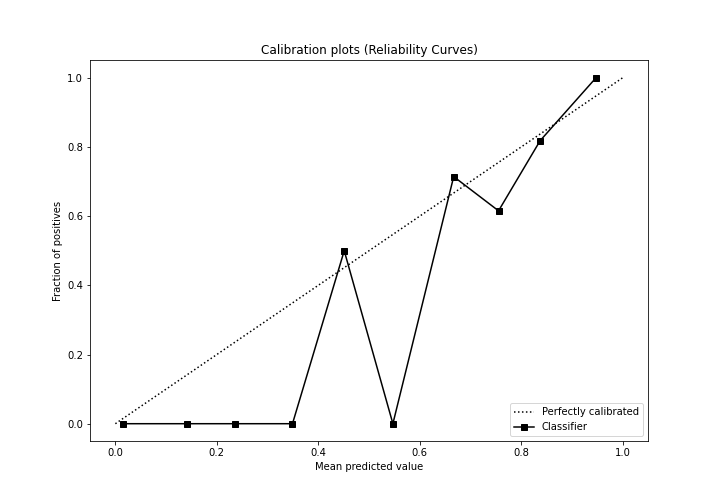 Calibration plots (Reliability Curves)
1.0
0.8
0.6
0.4
0.2
0.0
Fraction of positives
0.0 0.2 0.4 0.6 0.8 1.0
Mean predicted value
Perfectly calibrated
Classifier